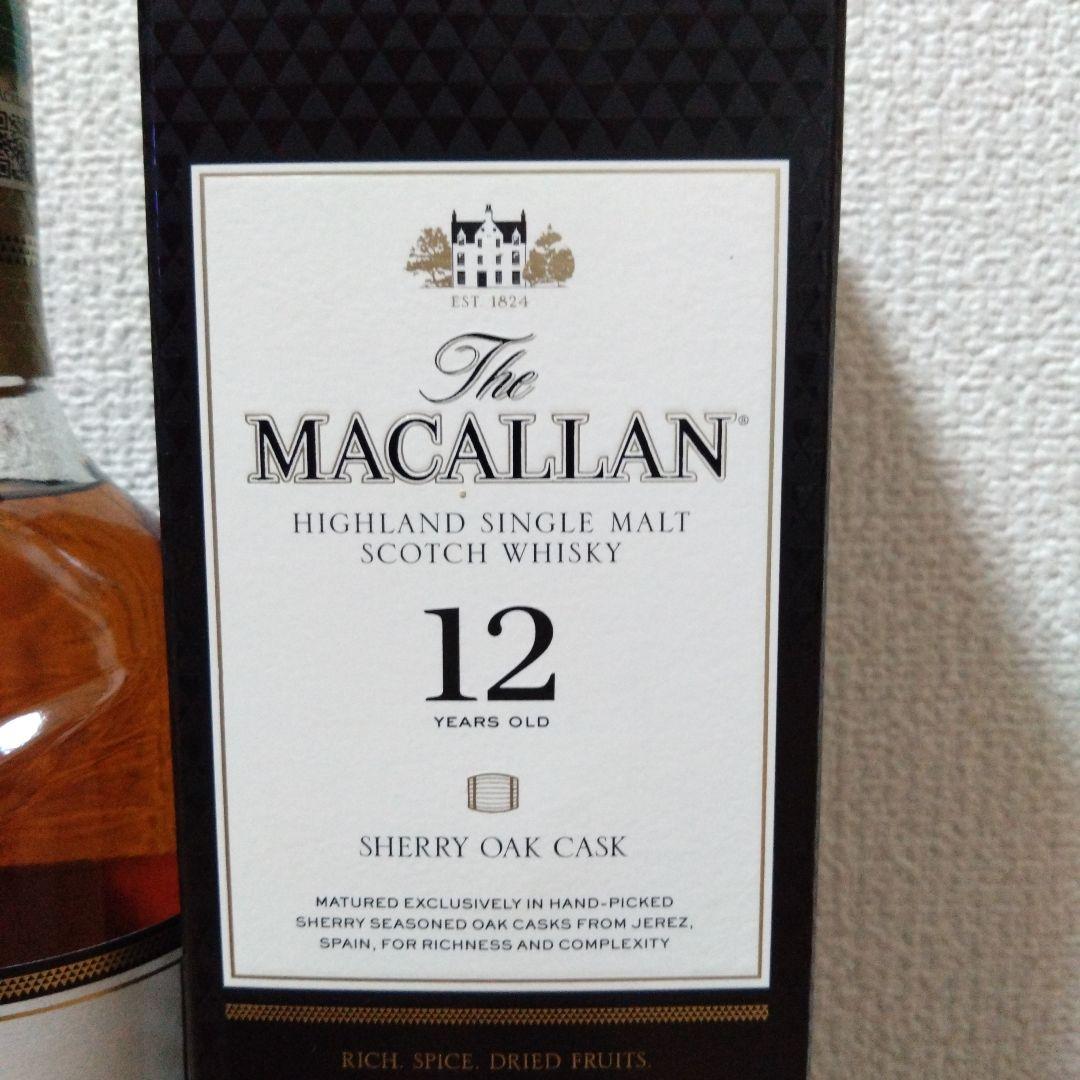 EST. 1824
The
MACALLAN®
HIGHLAND SINGLE MALT
SCOTCH WHISKY
12
YEARS OLD
SHERRY OAK CASK
MATURED EXCLUSIVELY IN HAND-PICKED
SHERRY SEASONED OAK CASKS FROM JEREZ,
SPAIN, FOR RICHNESS AND COMPLEXITY
RICH. SPICE. DRIED FRUITS.